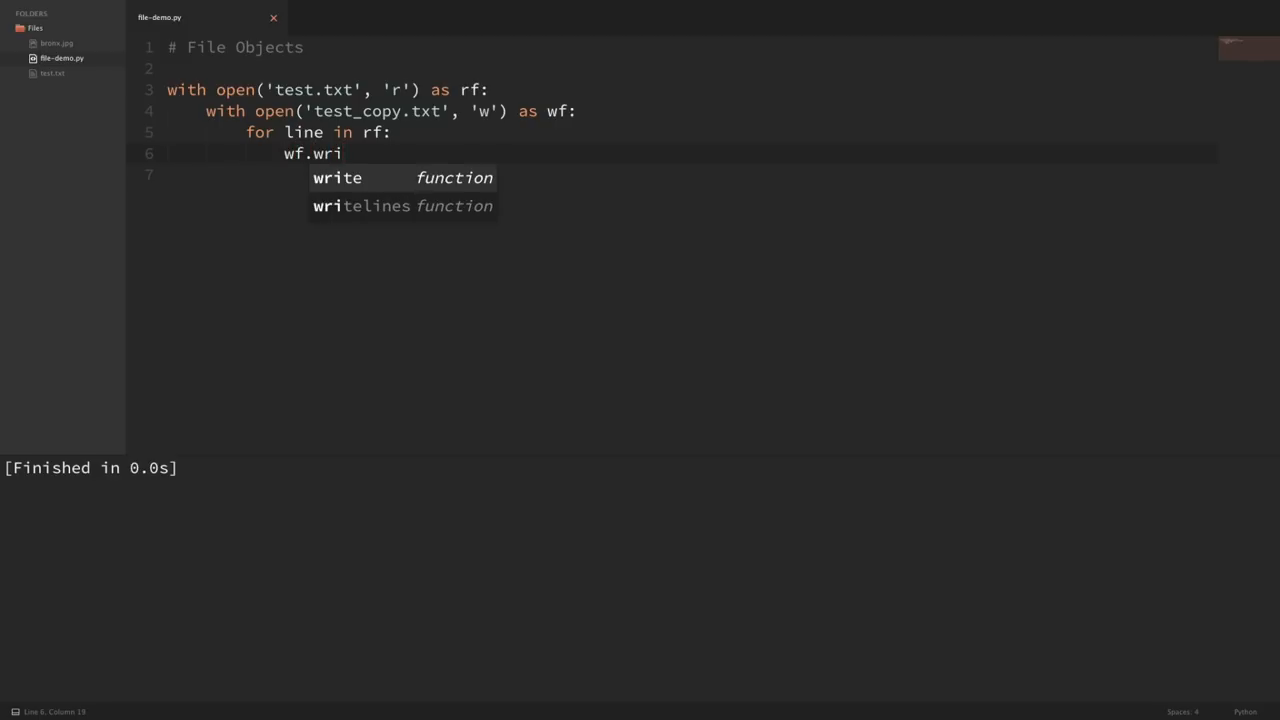 FOLDERS
Files
bronx.jpg
file-demo.py
test.txt
file-demo.py
1 # File Objects
2
3 with open('test.txt', 'r') as rf:
4 with open('test_copy.txt', 'w') as wf:
5 for line in rf:
6 wf.wri
7
write function
writelines function
[Finished in 0.0s]
Line 6, Column 19
Spaces: 4
Python